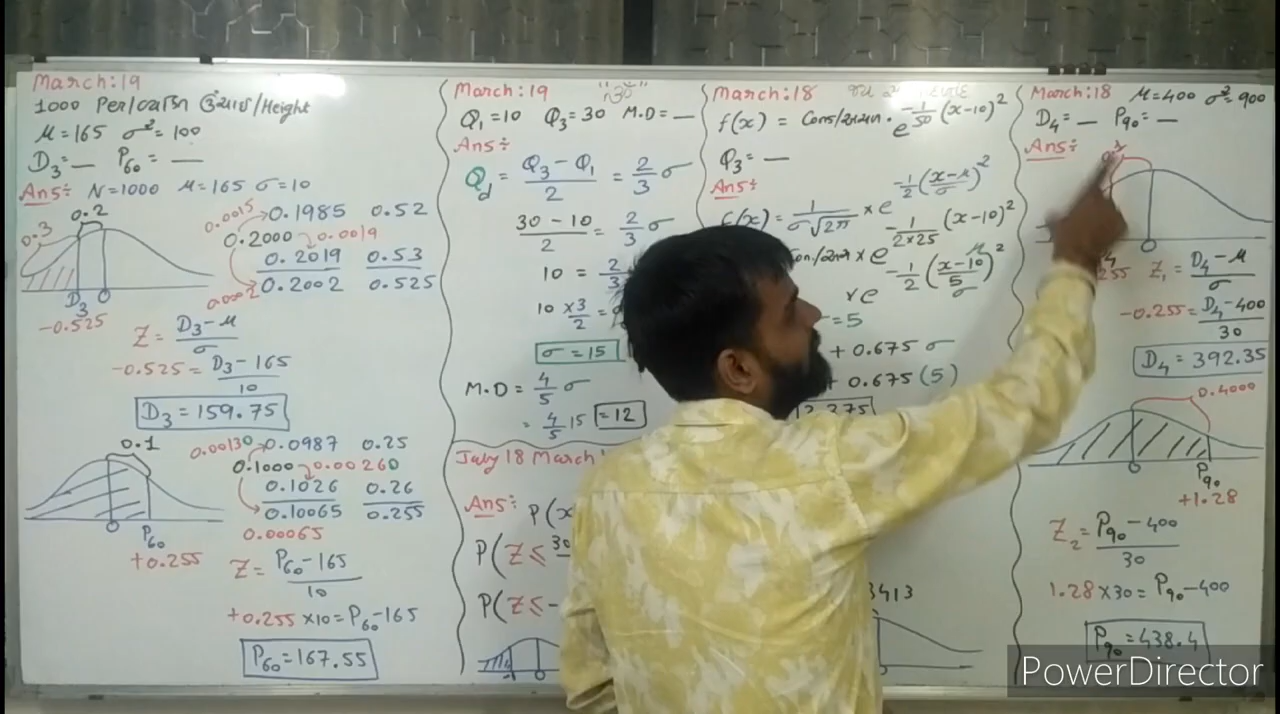 March:19
1000
/Height
μ = 165 σ² = 100
D₃ = — P₆₀ = —
Ans÷ N = 1000 μ = 165 σ = 10
0.2
0.3
D₃ 0
-0.525
0.0015 0.1985 0.52
0.2000 0.0019
0.2019 0.53
0.0002 0.2002 0.525
Z = D₃ - μ / σ
-0.525 = D₃ - 165 / 10
D₃ = 159.75
0.1
0 P₆₀
+0.255
0.00130 0.0987 0.25
0.1000 0.00260
0.1026 0.26
0.10065 0.255
0.00065
Z = P₆₀ - 165 / 10
+0.255 × 10 = P₆₀ - 165
P₆₀ = 167.55
March:19
Q₁ = 10 Q₃ = 30 M.D = —
Ans÷
Qd = Q₃ - Q₁ / 2 = 2/3 σ
30 - 10 / 2 = 2/3 σ
10 = 2/3
10 × 3/2 =
σ = 15
M.D = 4/5 σ
= 4/5 15 = 12
July 18 March
Ans: P(x
P(Z ≤ 30
P(Z ≤ -
March:18
f(x) = Cons/અચળ . e -1/50 (x-10)²
Q₃ = —
Ans÷
f(x) = 1/σ√2π × e -1/2 (x-μ/σ)²
× e -1/2×25 (x-10)²
× e -1/2 (x-10/5)²
μ
σ
= 5
+ 0.675 σ
+ 0.675 (5)
3413
March:18 μ = 400 σ² = 900
D₄ = — P₉₀ = —
Ans÷
0
Z₁ = D₄ - μ / σ
-0.255 = D₄ - 400 / 30
D₄ = 392.35
0.4000
0 P₉₀
+1.28
Z₂ = P₉₀ - 400 / 30
1.28 × 30 = P₉₀ - 400
P₉₀ = 438.4
PowerDirector